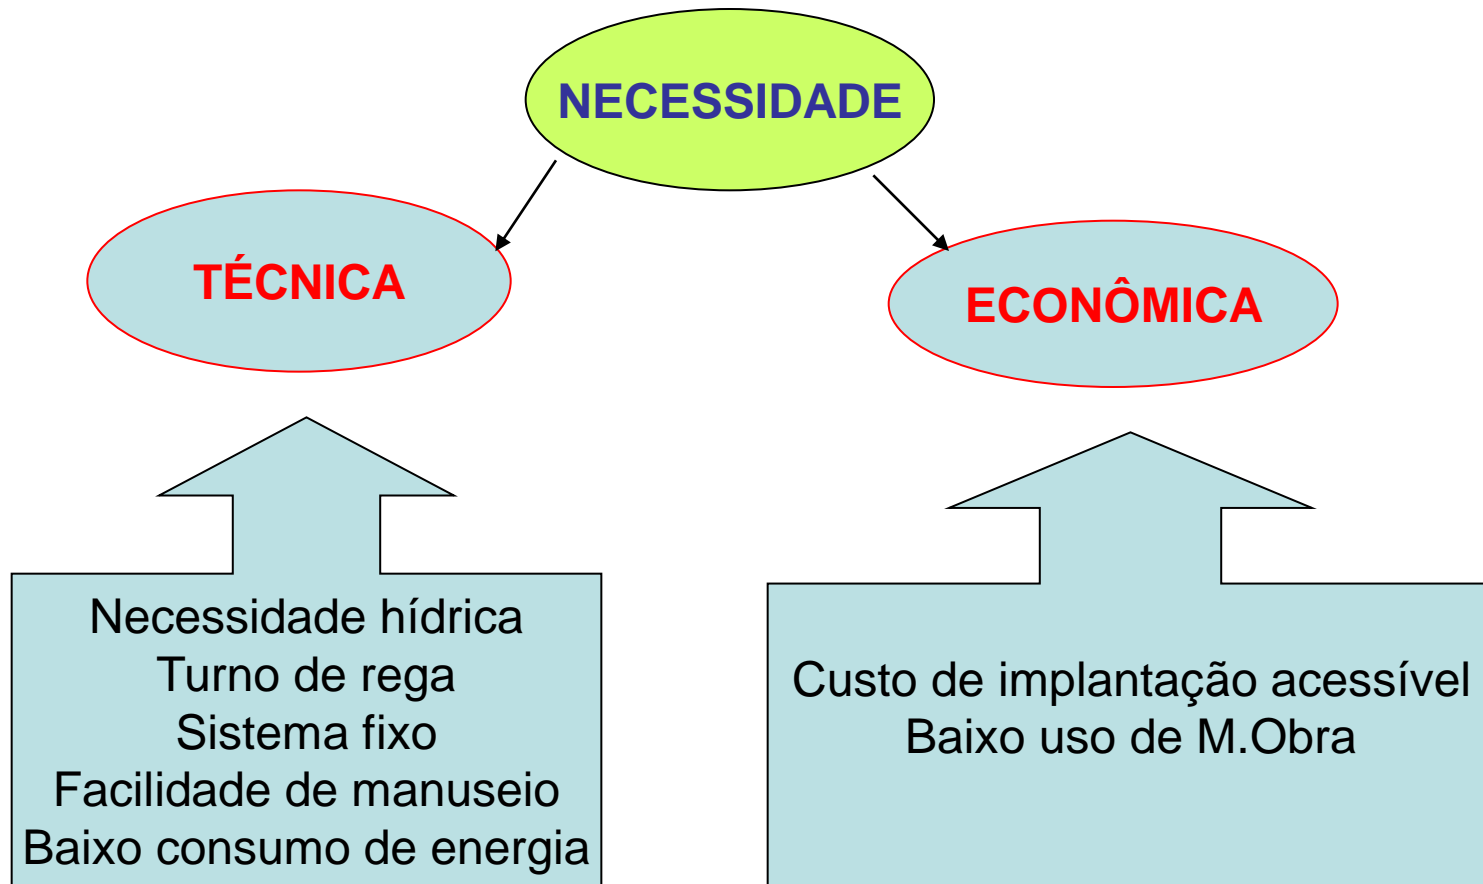 NECESSIDADE
TÉCNICA
ECONÔMICA
Necessidade hídrica
Turno de rega
Sistema fixo
Facilidade de manuseio
Baixo consumo de energia
Custo de implantação acessível
Baixo uso de M.Obra